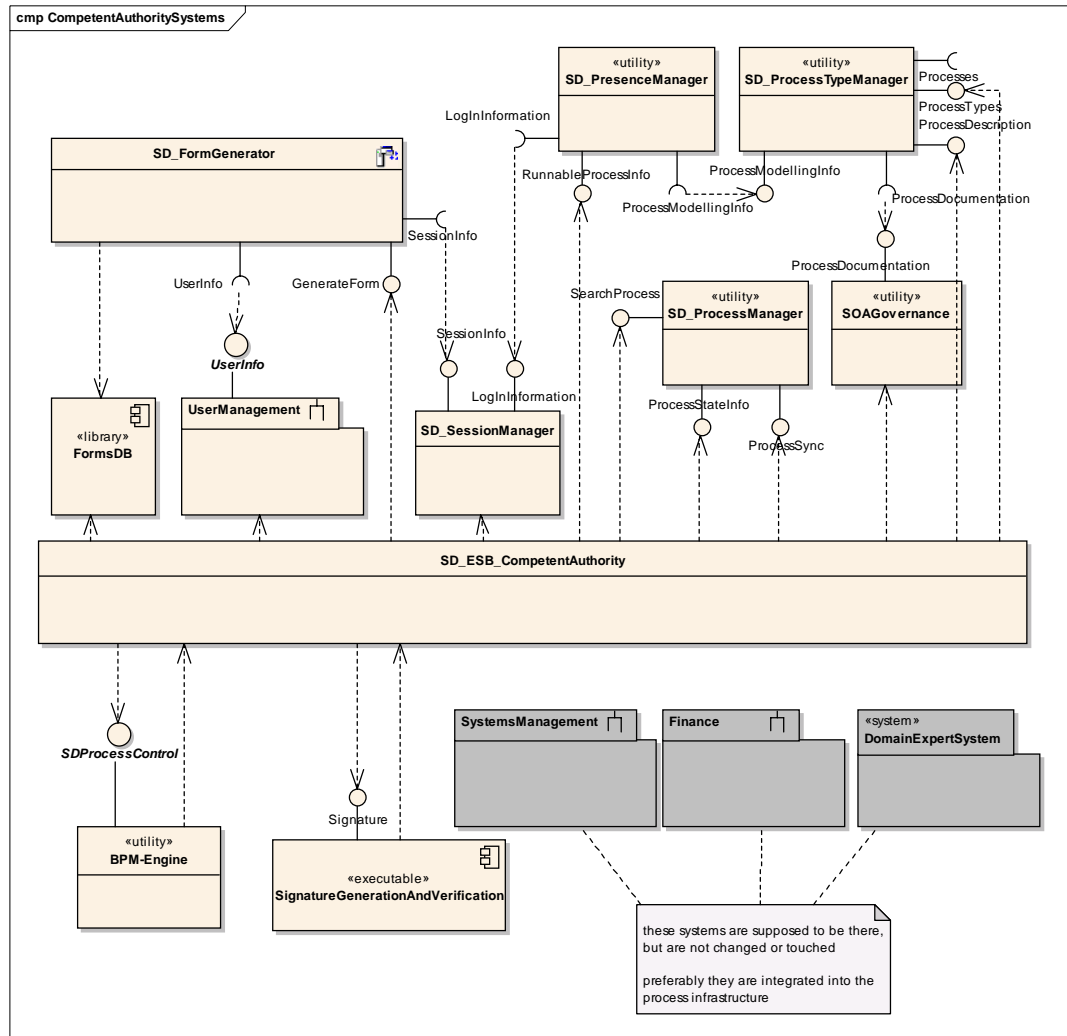 cmp CompetentAuthoritySystems
«utility»
SD_PresenceManager
«utility»
SD_ProcessTypeManager
Processes
ProcessTypes
ProcessDescription
LogInInformation
SD_FormGenerator
RunnableProcessInfo
ProcessModellingInfo
ProcessModellingInfo
ProcessDocumentation
SessionInfo
ProcessDocumentation
UserInfo
GenerateForm
SearchProcess
«utility»
SD_ProcessManager
«utility»
SOAGovernance
SessionInfo
UserInfo
LogInInformation
ProcessStateInfo
ProcessSync
«library»
FormsDB
UserManagement
SD_SessionManager
SD_ESB_CompetentAuthority
SDProcessControl
Signature
SystemsManagement
Finance
«system»
DomainExpertSystem
«utility»
BPM-Engine
«executable»
SignatureGenerationAndVerification
these systems are supposed to be there,
but are not changed or touched
preferably they are integrated into the
process infrastructure